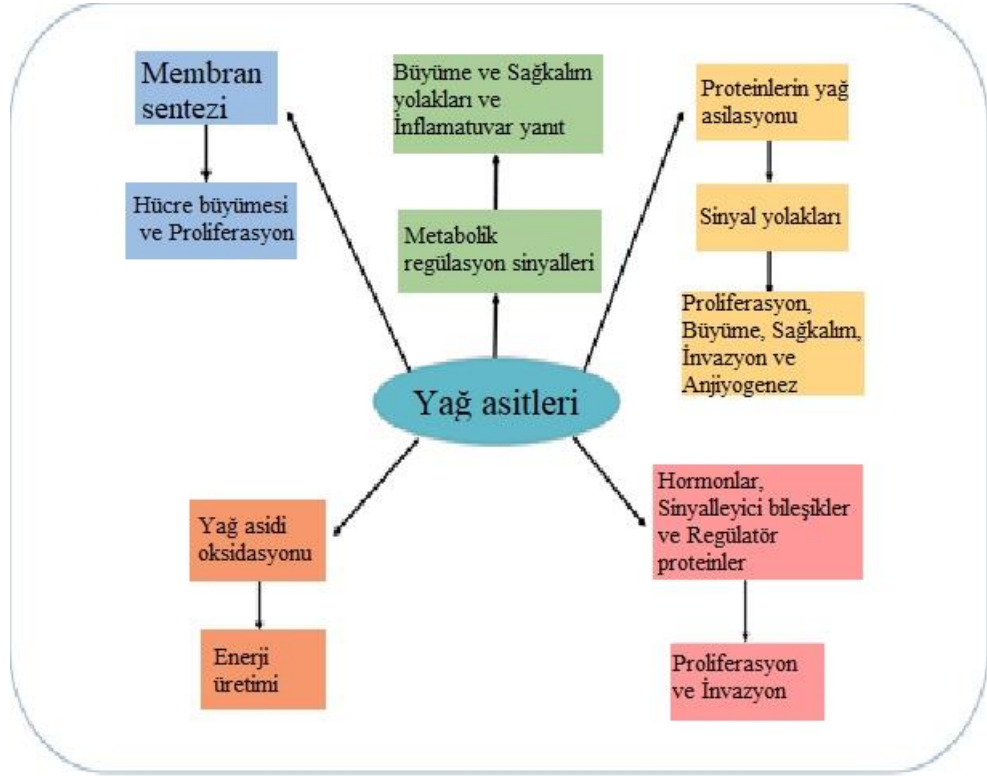 Membran
sentezi
Hücre büyümesi
ve Proliferasyon
Büyüme ve Sağkalım
yolakları ve
İnflamatuvar yanıt
Metabolik
regülasyon sinyalleri
Proteinlerin yağ
asilasyonu
Sinyal yolakları
Proliferasyon,
Büyüme, Sağkalım,
İnvazyon ve
Anjiyogenez
Yağ asitleri
Yağ asidi
oksidasyonu
Enerji
üretimi
Hormonlar,
Sinyalleyici bileşikler
ve Regülatör
proteinler
Proliferasyon
ve İnvazyon